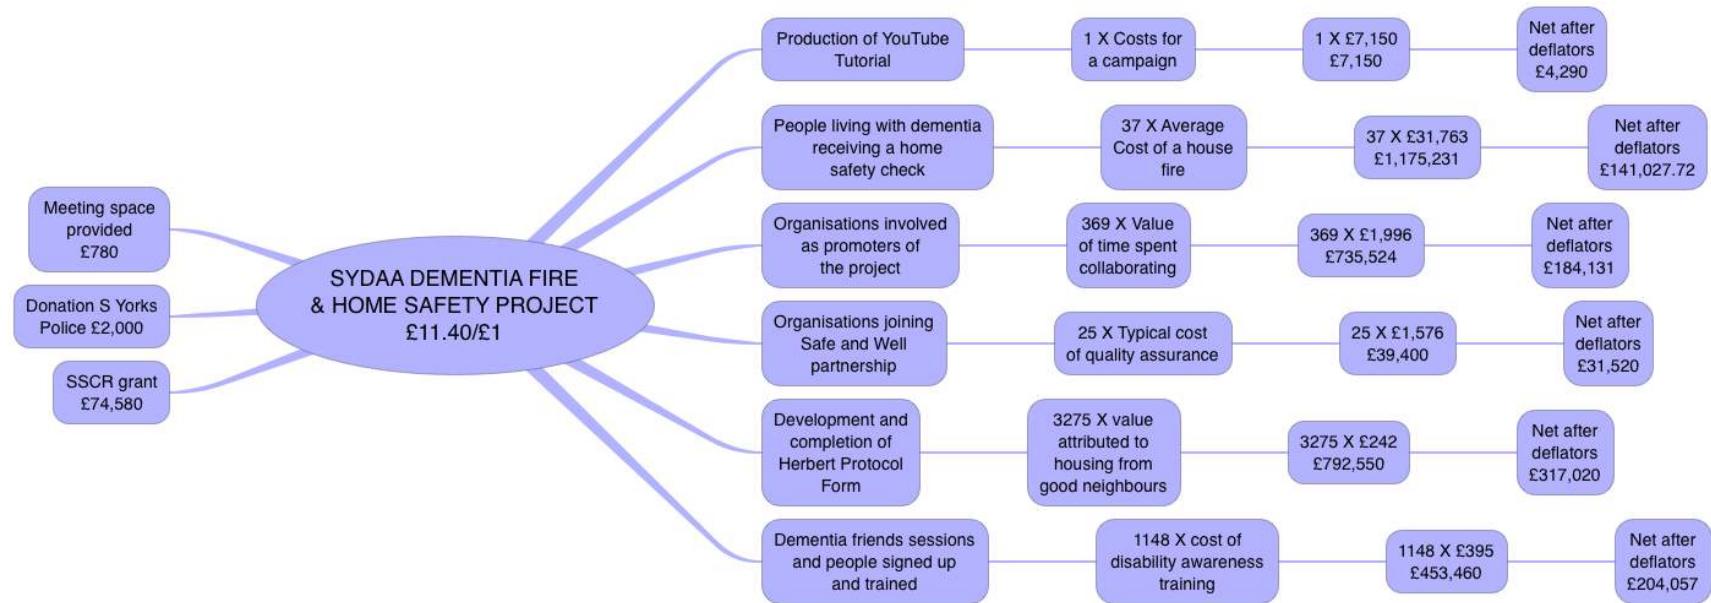 Meeting space
provided
£780
Donation S Yorks
Police £2,000
SSCR grant
£74,580
SYDAA DEMENTIA FIRE
& HOME SAFETY PROJECT
£11.40/£1
Production of YouTube
Tutorial
1 X Costs for
a campaign
1 X £7,150
£7,150
Net after
deflators
£4,290
People living with dementia
receiving a home
safety check
37 X Average
Cost of a house
fire
37 X £31,763
£1,175,231
Net after
deflators
£141,027.72
Organisations involved
as promoters of
the project
369 X Value
of time spent
collaborating
369 X £1,996
£735,524
Net after
deflators
£184,131
Organisations joining
Safe and Well
partnership
25 X Typical cost
of quality assurance
25 X £1,576
£39,400
Net after
deflators
£31,520
Development and
completion of
Herbert Protocol
Form
3275 X value
attributed to
housing from
good neighbours
3275 X £242
£792,550
Net after
deflators
£317,020
Dementia friends sessions
and people signed up
and trained
1148 X cost of
disability awareness
training
1148 X £395
£453,460
Net after
deflators
£204,057